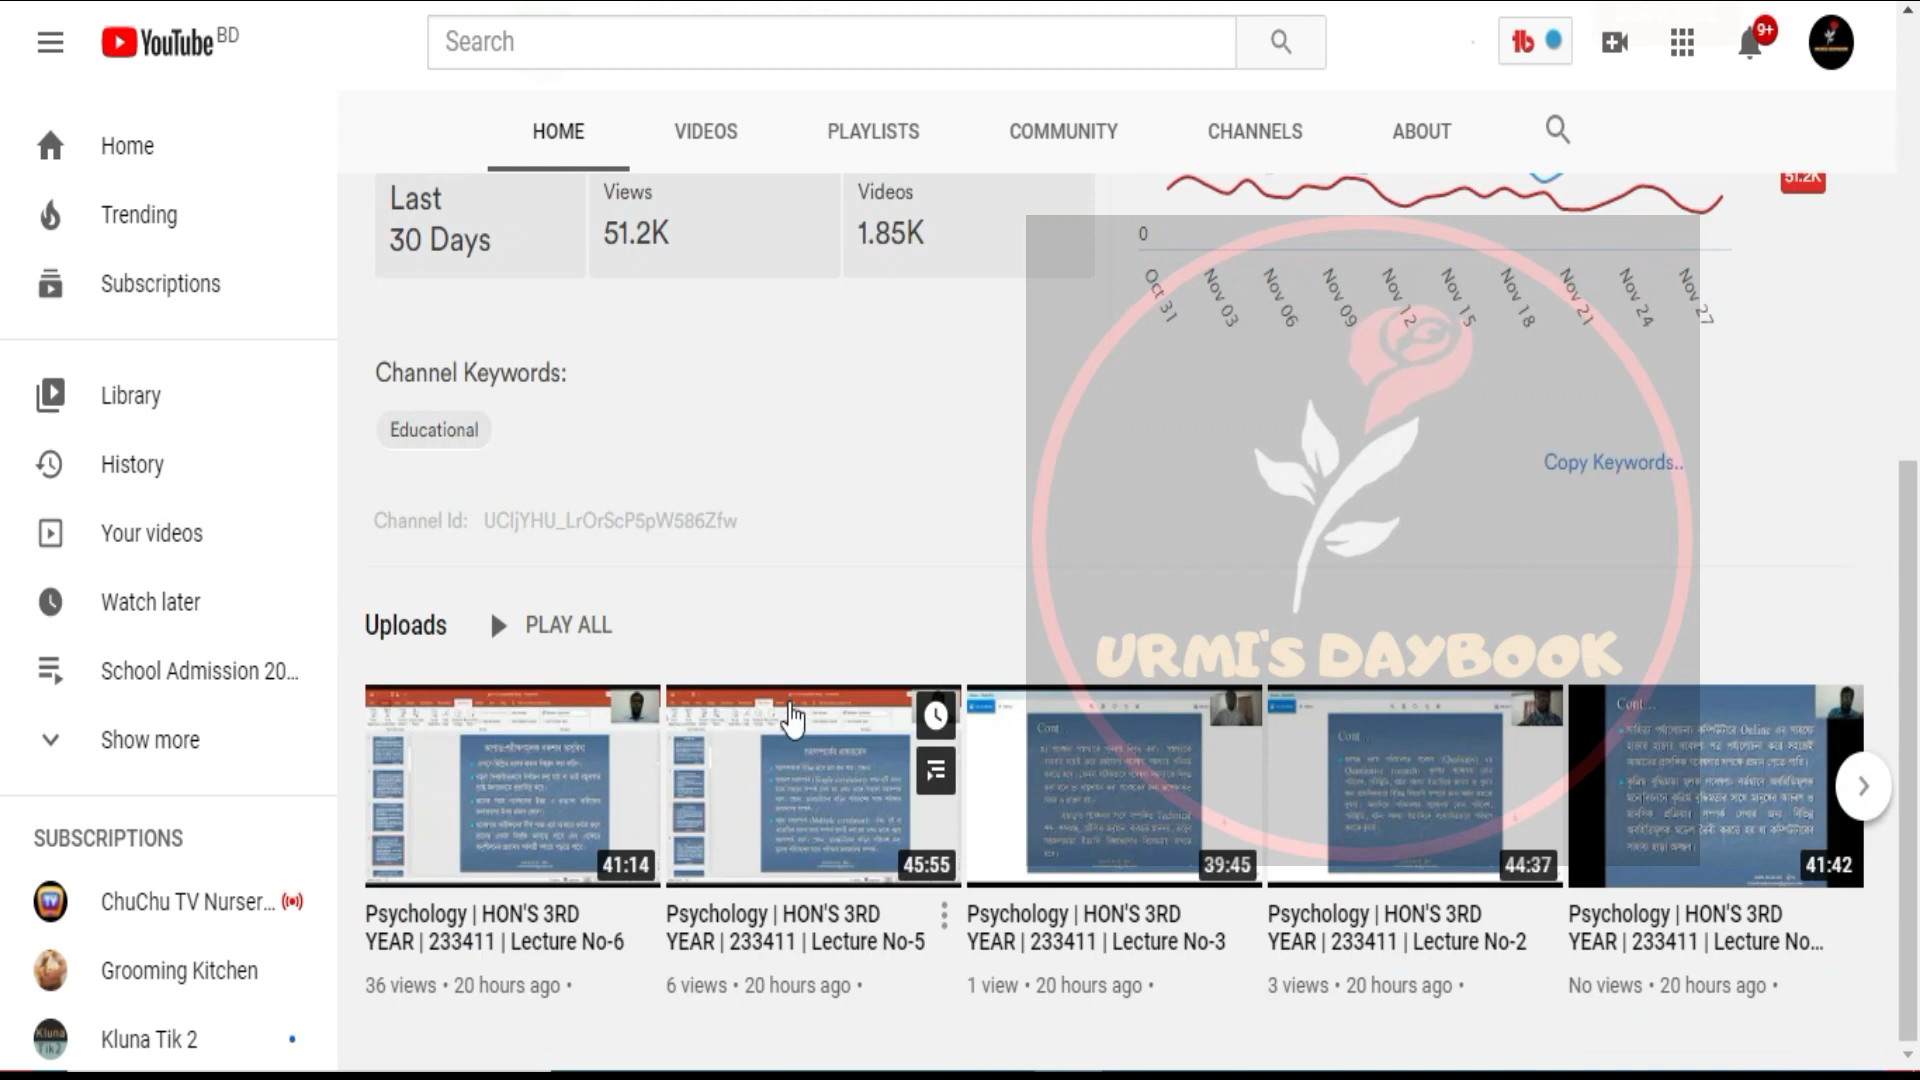 YouTube BD
Search
9+
Home
Trending
Subscriptions
Library
History
Your videos
Watch later
School Admission 20...
Show more
SUBSCRIPTIONS
ChuChu TV Nurser...
Grooming Kitchen
Kluna Tik 2
HOME VIDEOS PLAYLISTS COMMUNITY CHANNELS ABOUT
Last
30 Days
Views
51.2K
Videos
1.85K
51.2K
0
Oct 31 Nov 03 Nov 06 Nov 09 Nov 12 Nov 15 Nov 18 Nov 21 Nov 24 Nov 27
Channel Keywords:
Educational
Copy Keywords..
Channel Id: UCljYHU_LrOrScP5pW586Zfw
URMI's DAYBOOK
Uploads PLAY ALL
Cont...
Cont...
Cont...
41:14
45:55
39:45
44:37
41:42
Psychology | HON'S 3RD
YEAR | 233411 | Lecture No-6
36 views • 20 hours ago •
Psychology | HON'S 3RD
YEAR | 233411 | Lecture No-5
6 views • 20 hours ago •
Psychology | HON'S 3RD
YEAR | 233411 | Lecture No-3
1 view • 20 hours ago •
Psychology | HON'S 3RD
YEAR | 233411 | Lecture No-2
3 views • 20 hours ago •
Psychology | HON'S 3RD
YEAR | 233411 | Lecture No...
No views • 20 hours ago •